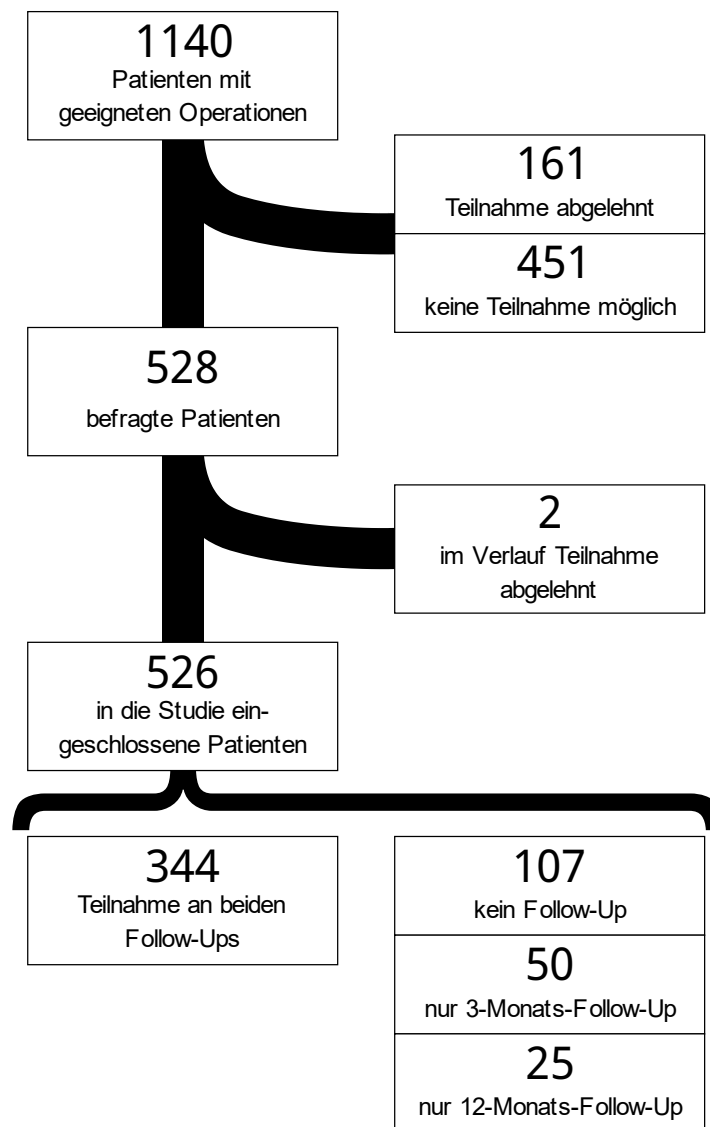 1140
Patienten mit
geeigneten Operationen
161
Teilnahme abgelehnt
451
keine Teilnahme möglich
528
befragte Patienten
2
im Verlauf Teilnahme
abgelehnt
526
in die Studie ein-
geschlossene Patienten
344
Teilnahme an beiden
Follow-Ups
107
kein Follow-Up
50
nur 3-Monats-Follow-Up
25
nur 12-Monats-Follow-Up